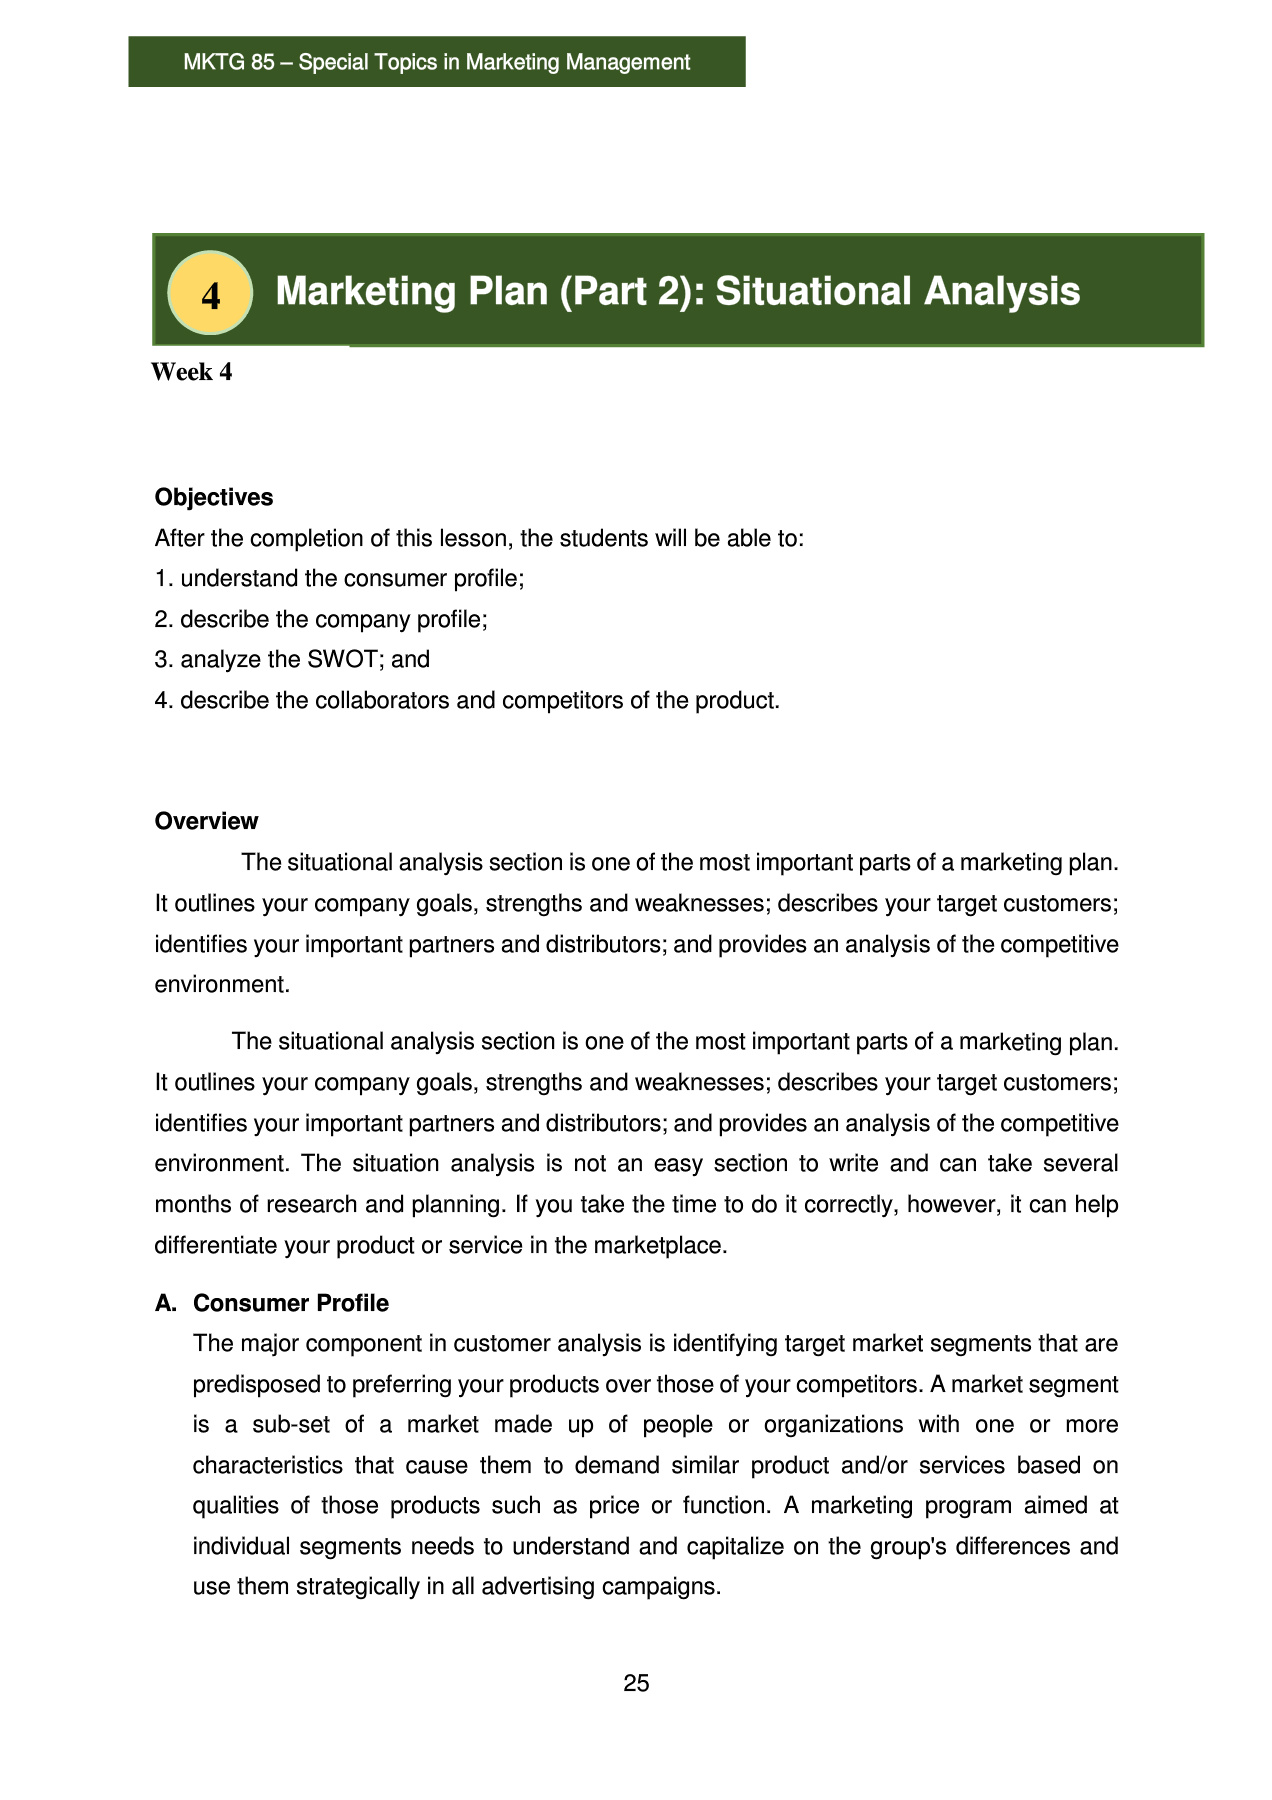 MKTG 85 – Special Topics in Marketing Management
4
Marketing Plan (Part 2): Situational Analysis
Week 4
Objectives
After the completion of this lesson, the students will be able to:
1. understand the consumer profile;
2. describe the company profile;
3. analyze the SWOT; and
4. describe the collaborators and competitors of the product.
Overview
The situational analysis section is one of the most important parts of a marketing plan.
It outlines your company goals, strengths and weaknesses; describes your target customers;
identifies your important partners and distributors; and provides an analysis of the competitive
environment.
The situational analysis section is one of the most important parts of a marketing plan.
It outlines your company goals, strengths and weaknesses; describes your target customers;
identifies your important partners and distributors; and provides an analysis of the competitive
environment. The situation analysis is not an easy section to write and can take several
months of research and planning. If you take the time to do it correctly, however, it can help
differentiate your product or service in the marketplace.
A. Consumer Profile
The major component in customer analysis is identifying target market segments that are
predisposed to preferring your products over those of your competitors. A market segment
is a sub-set of a market made up of people or organizations with one or more
characteristics that cause them to demand similar product and/or services based on
qualities of those products such as price or function. A marketing program aimed at
individual segments needs to understand and capitalize on the group's differences and
use them strategically in all advertising campaigns.
25